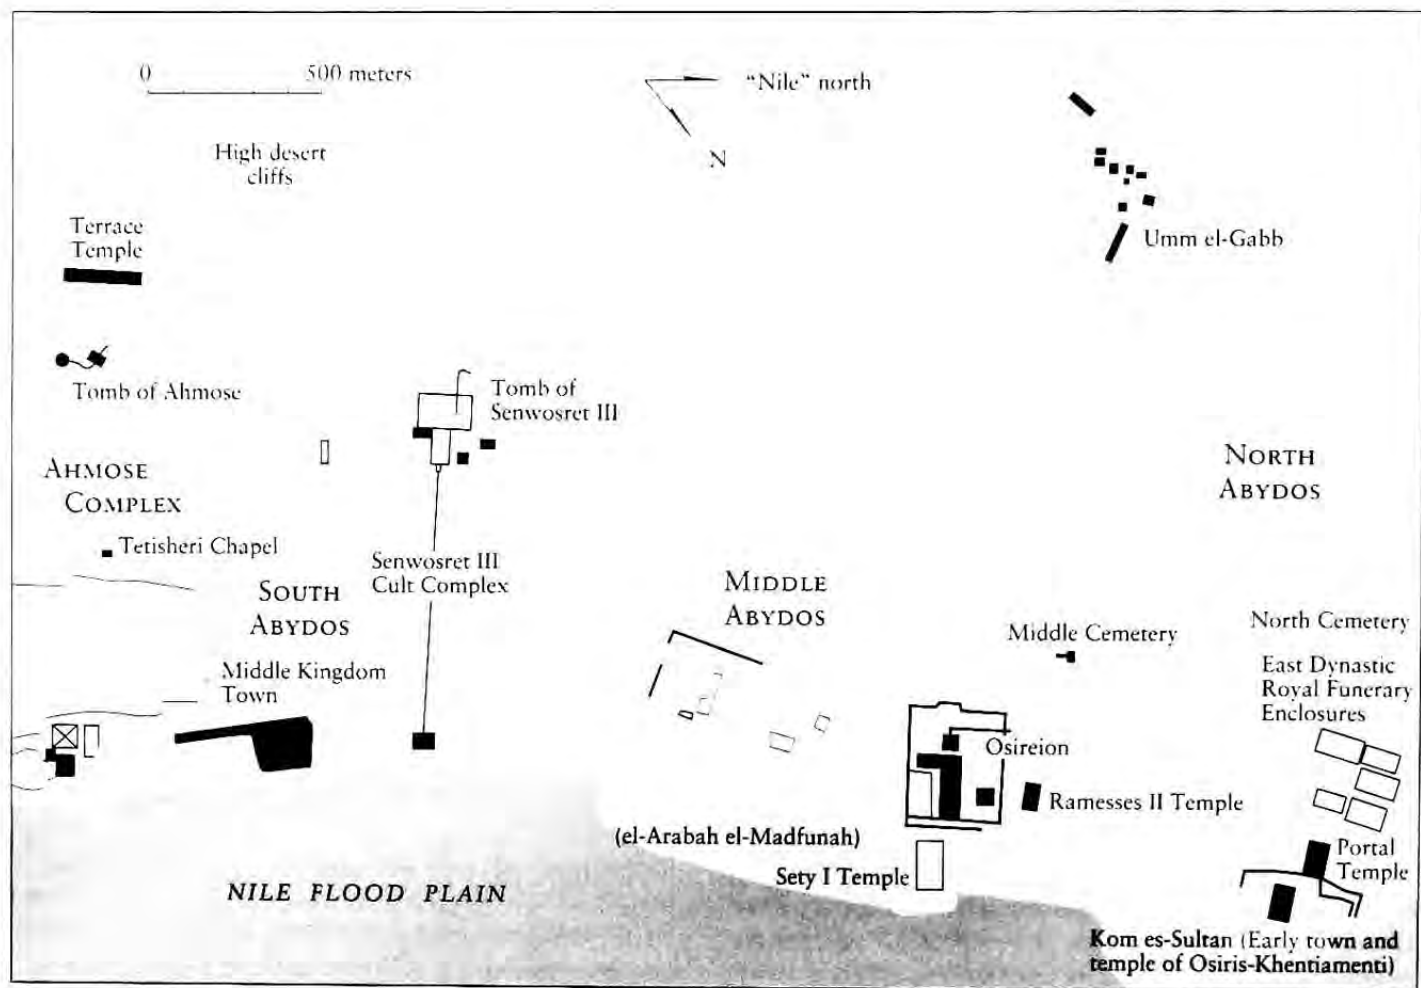 0 500 meters
"Nile" north
N
High desert
cliffs
Terrace
Temple
Umm el-Gabb
Tomb of Ahmose
Tomb of
Senwosret III
AHMOSE
COMPLEX
NORTH
ABYDOS
Tetisheri Chapel
Senwosret III
Cult Complex
SOUTH
ABYDOS
MIDDLE
ABYDOS
Middle Cemetery
North Cemetery
East Dynastic
Royal Funerary
Enclosures
Middle Kingdom
Town
Osireion
Ramesses II Temple
(el-Arabah el-Madfunah)
Sety I Temple
Portal
Temple
NILE FLOOD PLAIN
Kom es-Sultan (Early town and
temple of Osiris-Khentiamenti)